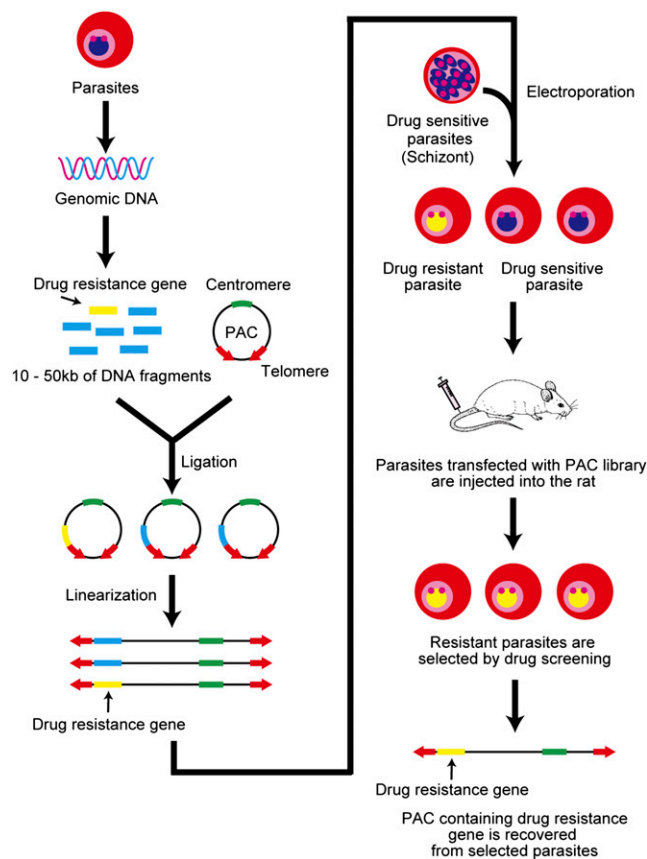 Parasites
Genomic DNA
Drug resistance gene
Centromere
PAC
Telomere
10 - 50kb of DNA fragments
Ligation
Linearization
Drug resistance gene
Electroporation
Drug sensitive
parasites
(Schizont)
Drug resistant
parasite
Drug sensitive
parasite
Parasites transfected with PAC library
are injected into the rat
Resistant parasites are
selected by drug screening
Drug resistance gene
PAC containing drug resistance
gene is recovered
from selected parasites